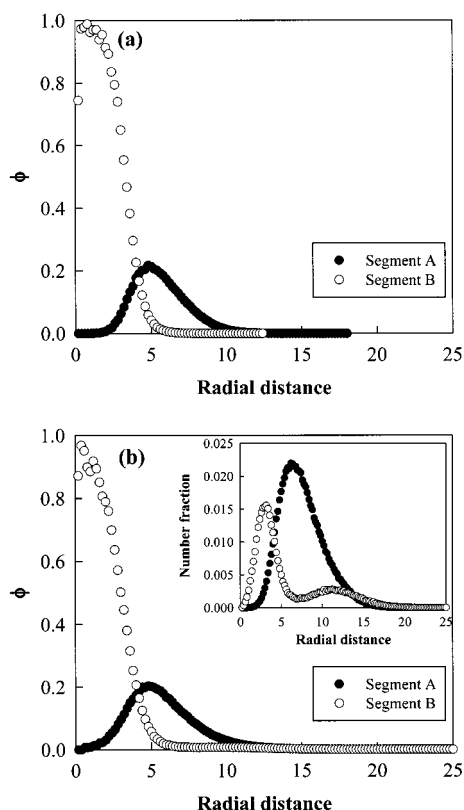 (a)
1.0
0.8
0.6
0.4
0.2
0.0
ϕ
Segment A
Segment B
0 5 10 15 20 25
Radial distance
(b)
1.0
0.8
0.6
0.4
0.2
0.0
ϕ
0.025
0.020
0.015
0.010
0.005
0.000
Number fraction
0 5 10 15 20 25
Radial distance
Segment A
Segment B
0 5 10 15 20 25
Radial distance